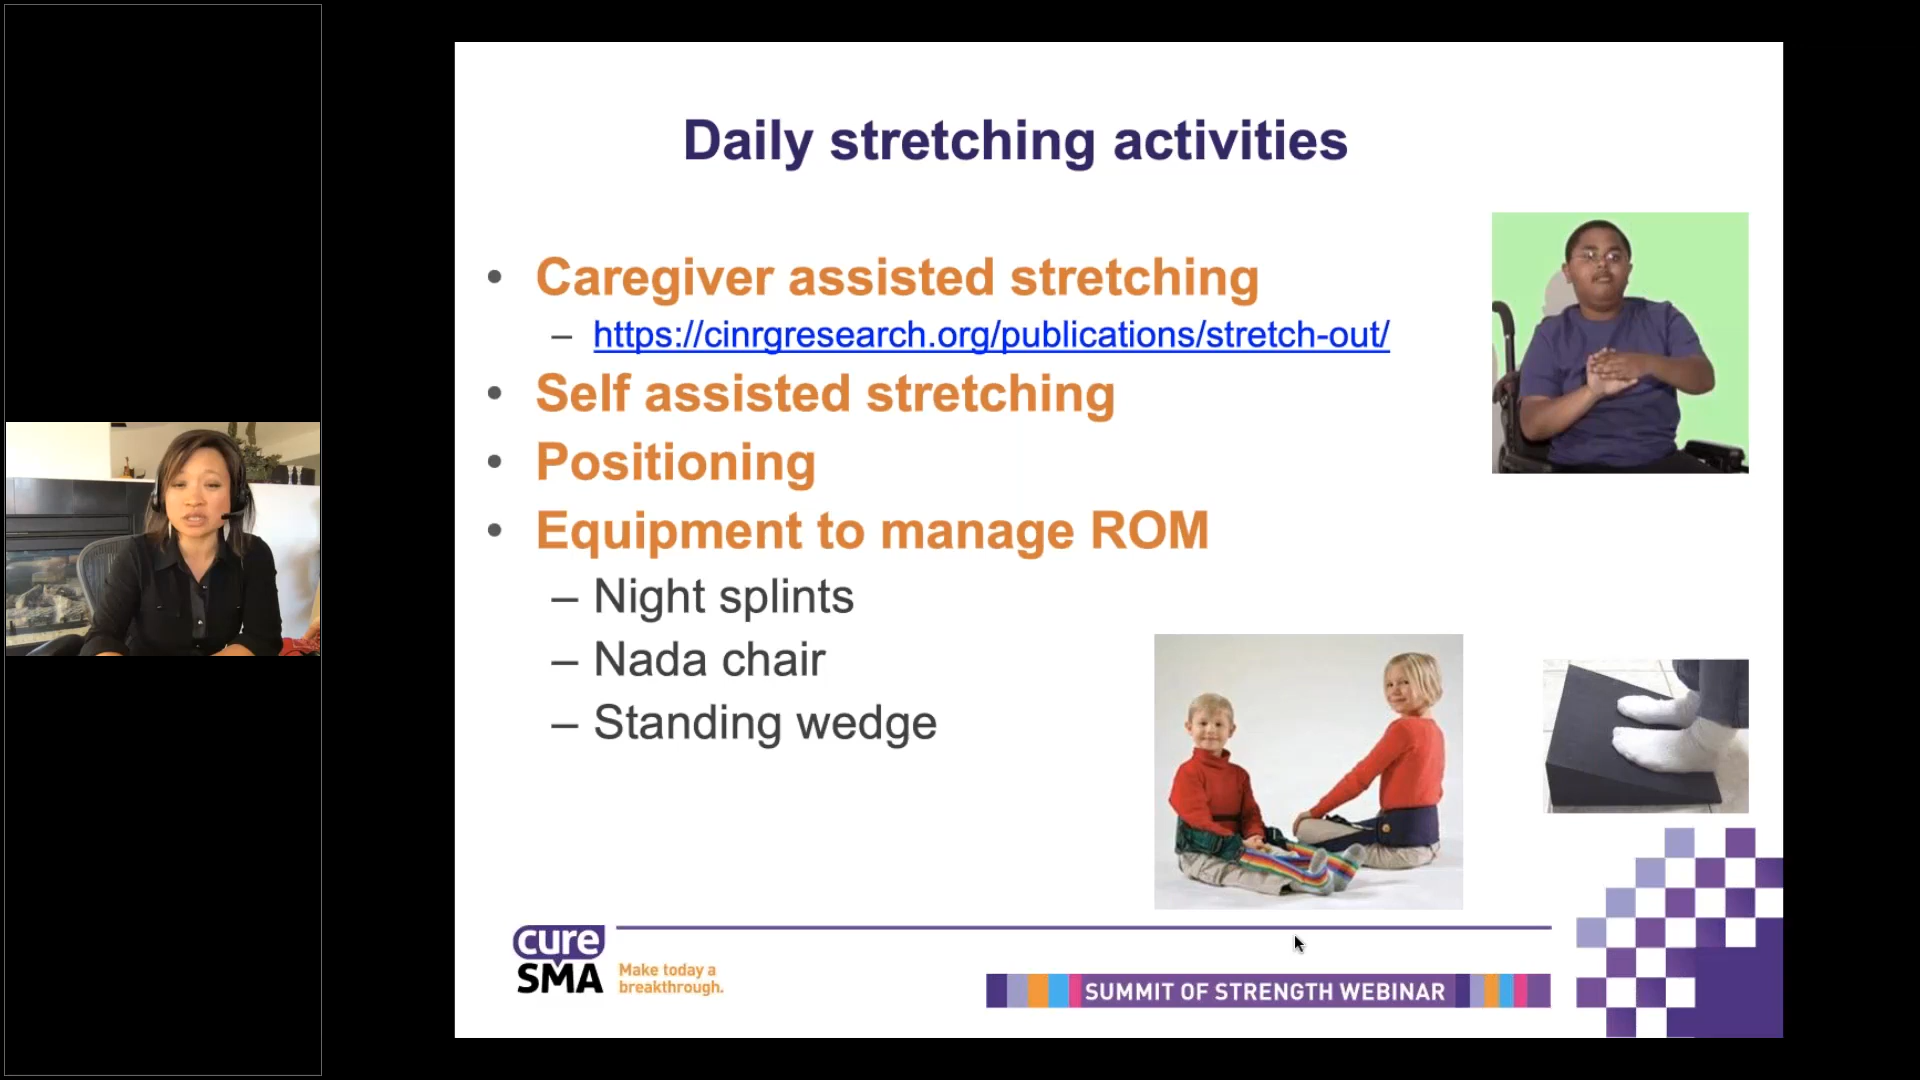 Daily stretching activities
• Caregiver assisted stretching
– https://cinrgresearch.org/publications/stretch-out/
• Self assisted stretching
• Positioning
• Equipment to manage ROM
– Night splints
– Nada chair
– Standing wedge
cure
SMA
Make today a
breakthrough.
SUMMIT OF STRENGTH WEBINAR